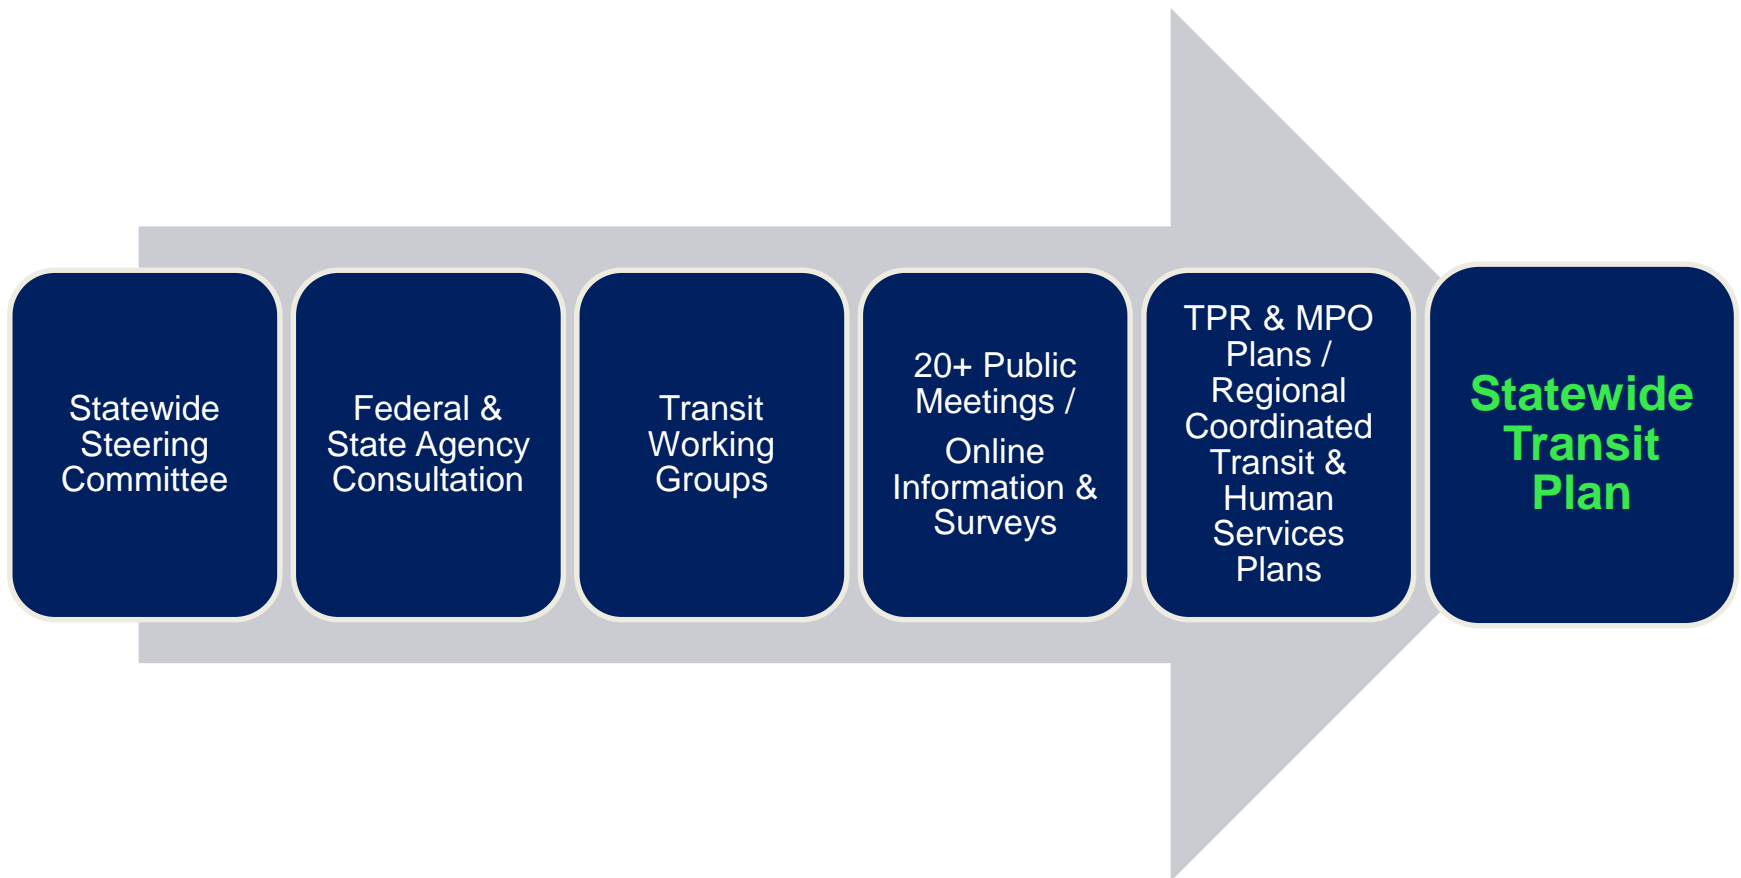 Statewide
Steering
Committee
Federal &
State Agency
Consultation
Transit
Working
Groups
20+ Public
Meetings /
Online
Information &
Surveys
TPR & MPO
Plans /
Regional
Coordinated
Transit &
Human
Services
Plans
Statewide
Transit
Plan